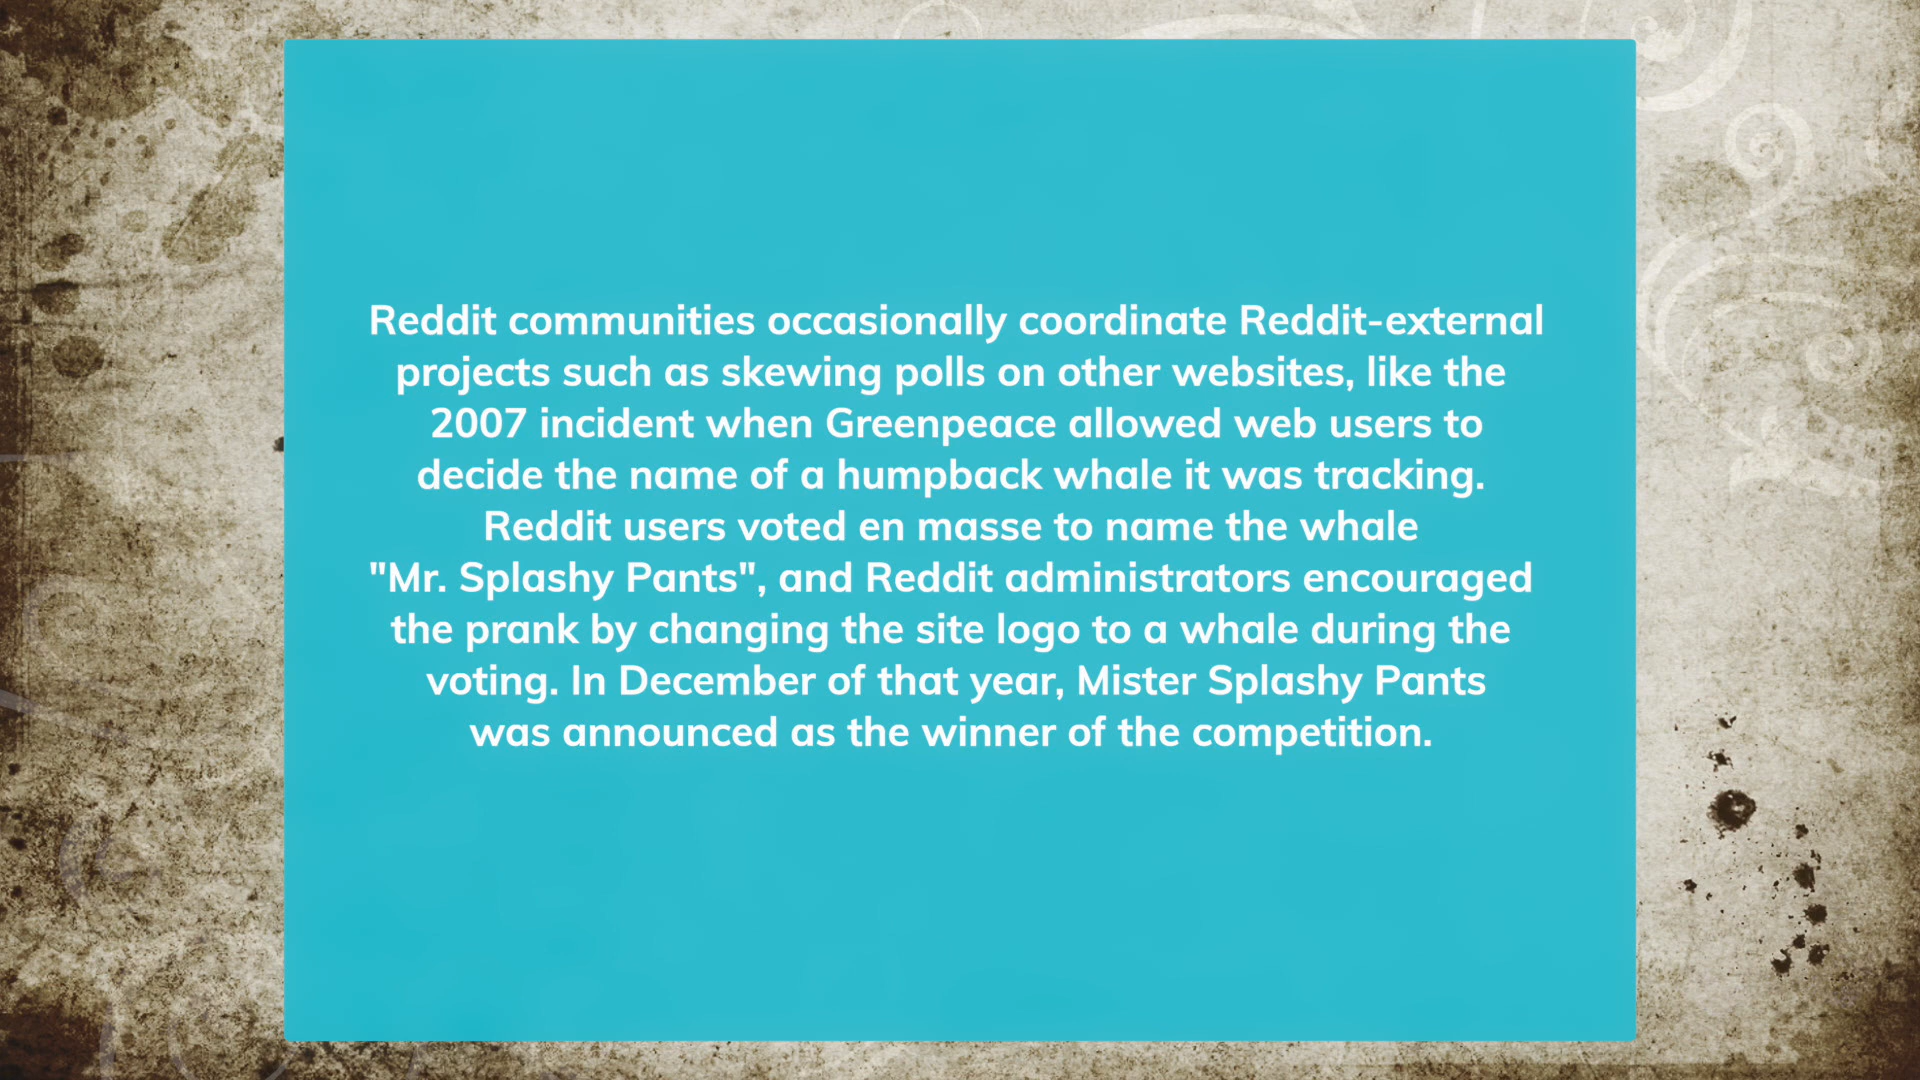 Reddit communities occasionally coordinate Reddit-external
projects such as skewing polls on other websites, like the
2007 incident when Greenpeace allowed web users to
decide the name of a humpback whale it was tracking.
Reddit users voted en masse to name the whale
"Mr. Splashy Pants", and Reddit administrators encouraged
the prank by changing the site logo to a whale during the
voting. In December of that year, Mister Splashy Pants
was announced as the winner of the competition.